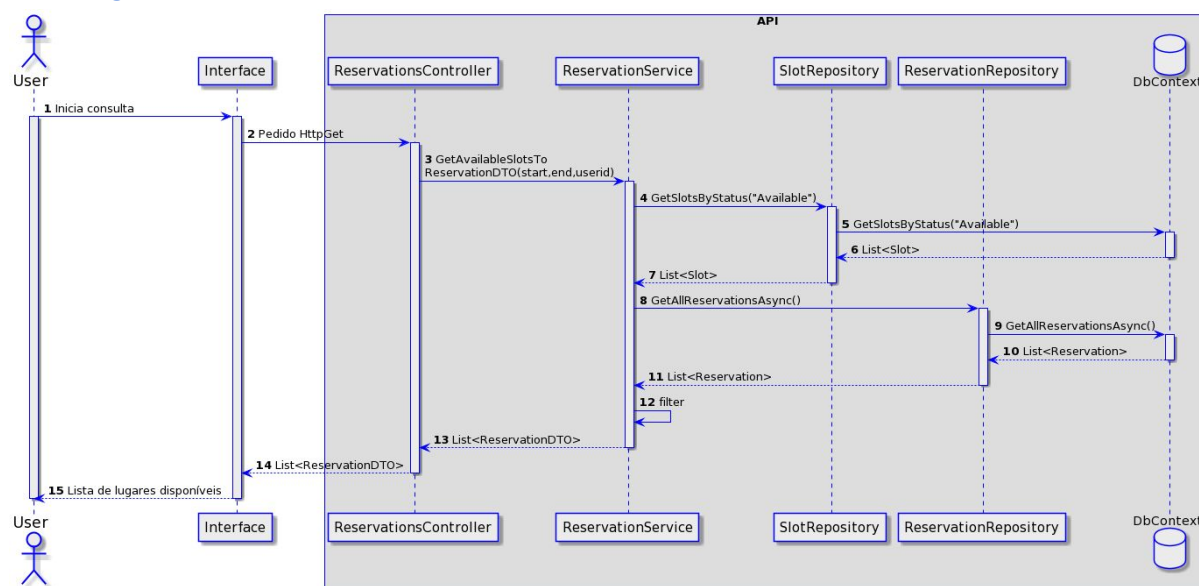 API
User
Interface
ReservationsController
ReservationService
SlotRepository
ReservationRepository
DbContext
1 Inicia consulta
2 Pedido HttpGet
3 GetAvailableSlotsTo
ReservationDTO(start,end,userid)
4 GetSlotsByStatus("Available")
5 GetSlotsByStatus("Available")
6 List<Slot>
7 List<Slot>
8 GetAllReservationsAsync()
9 GetAllReservationsAsync()
10 List<Reservation>
11 List<Reservation>
12 filter
13 List<ReservationDTO>
14 List<ReservationDTO>
15 Lista de lugares disponíveis
User
Interface
ReservationsController
ReservationService
SlotRepository
ReservationRepository
DbContext